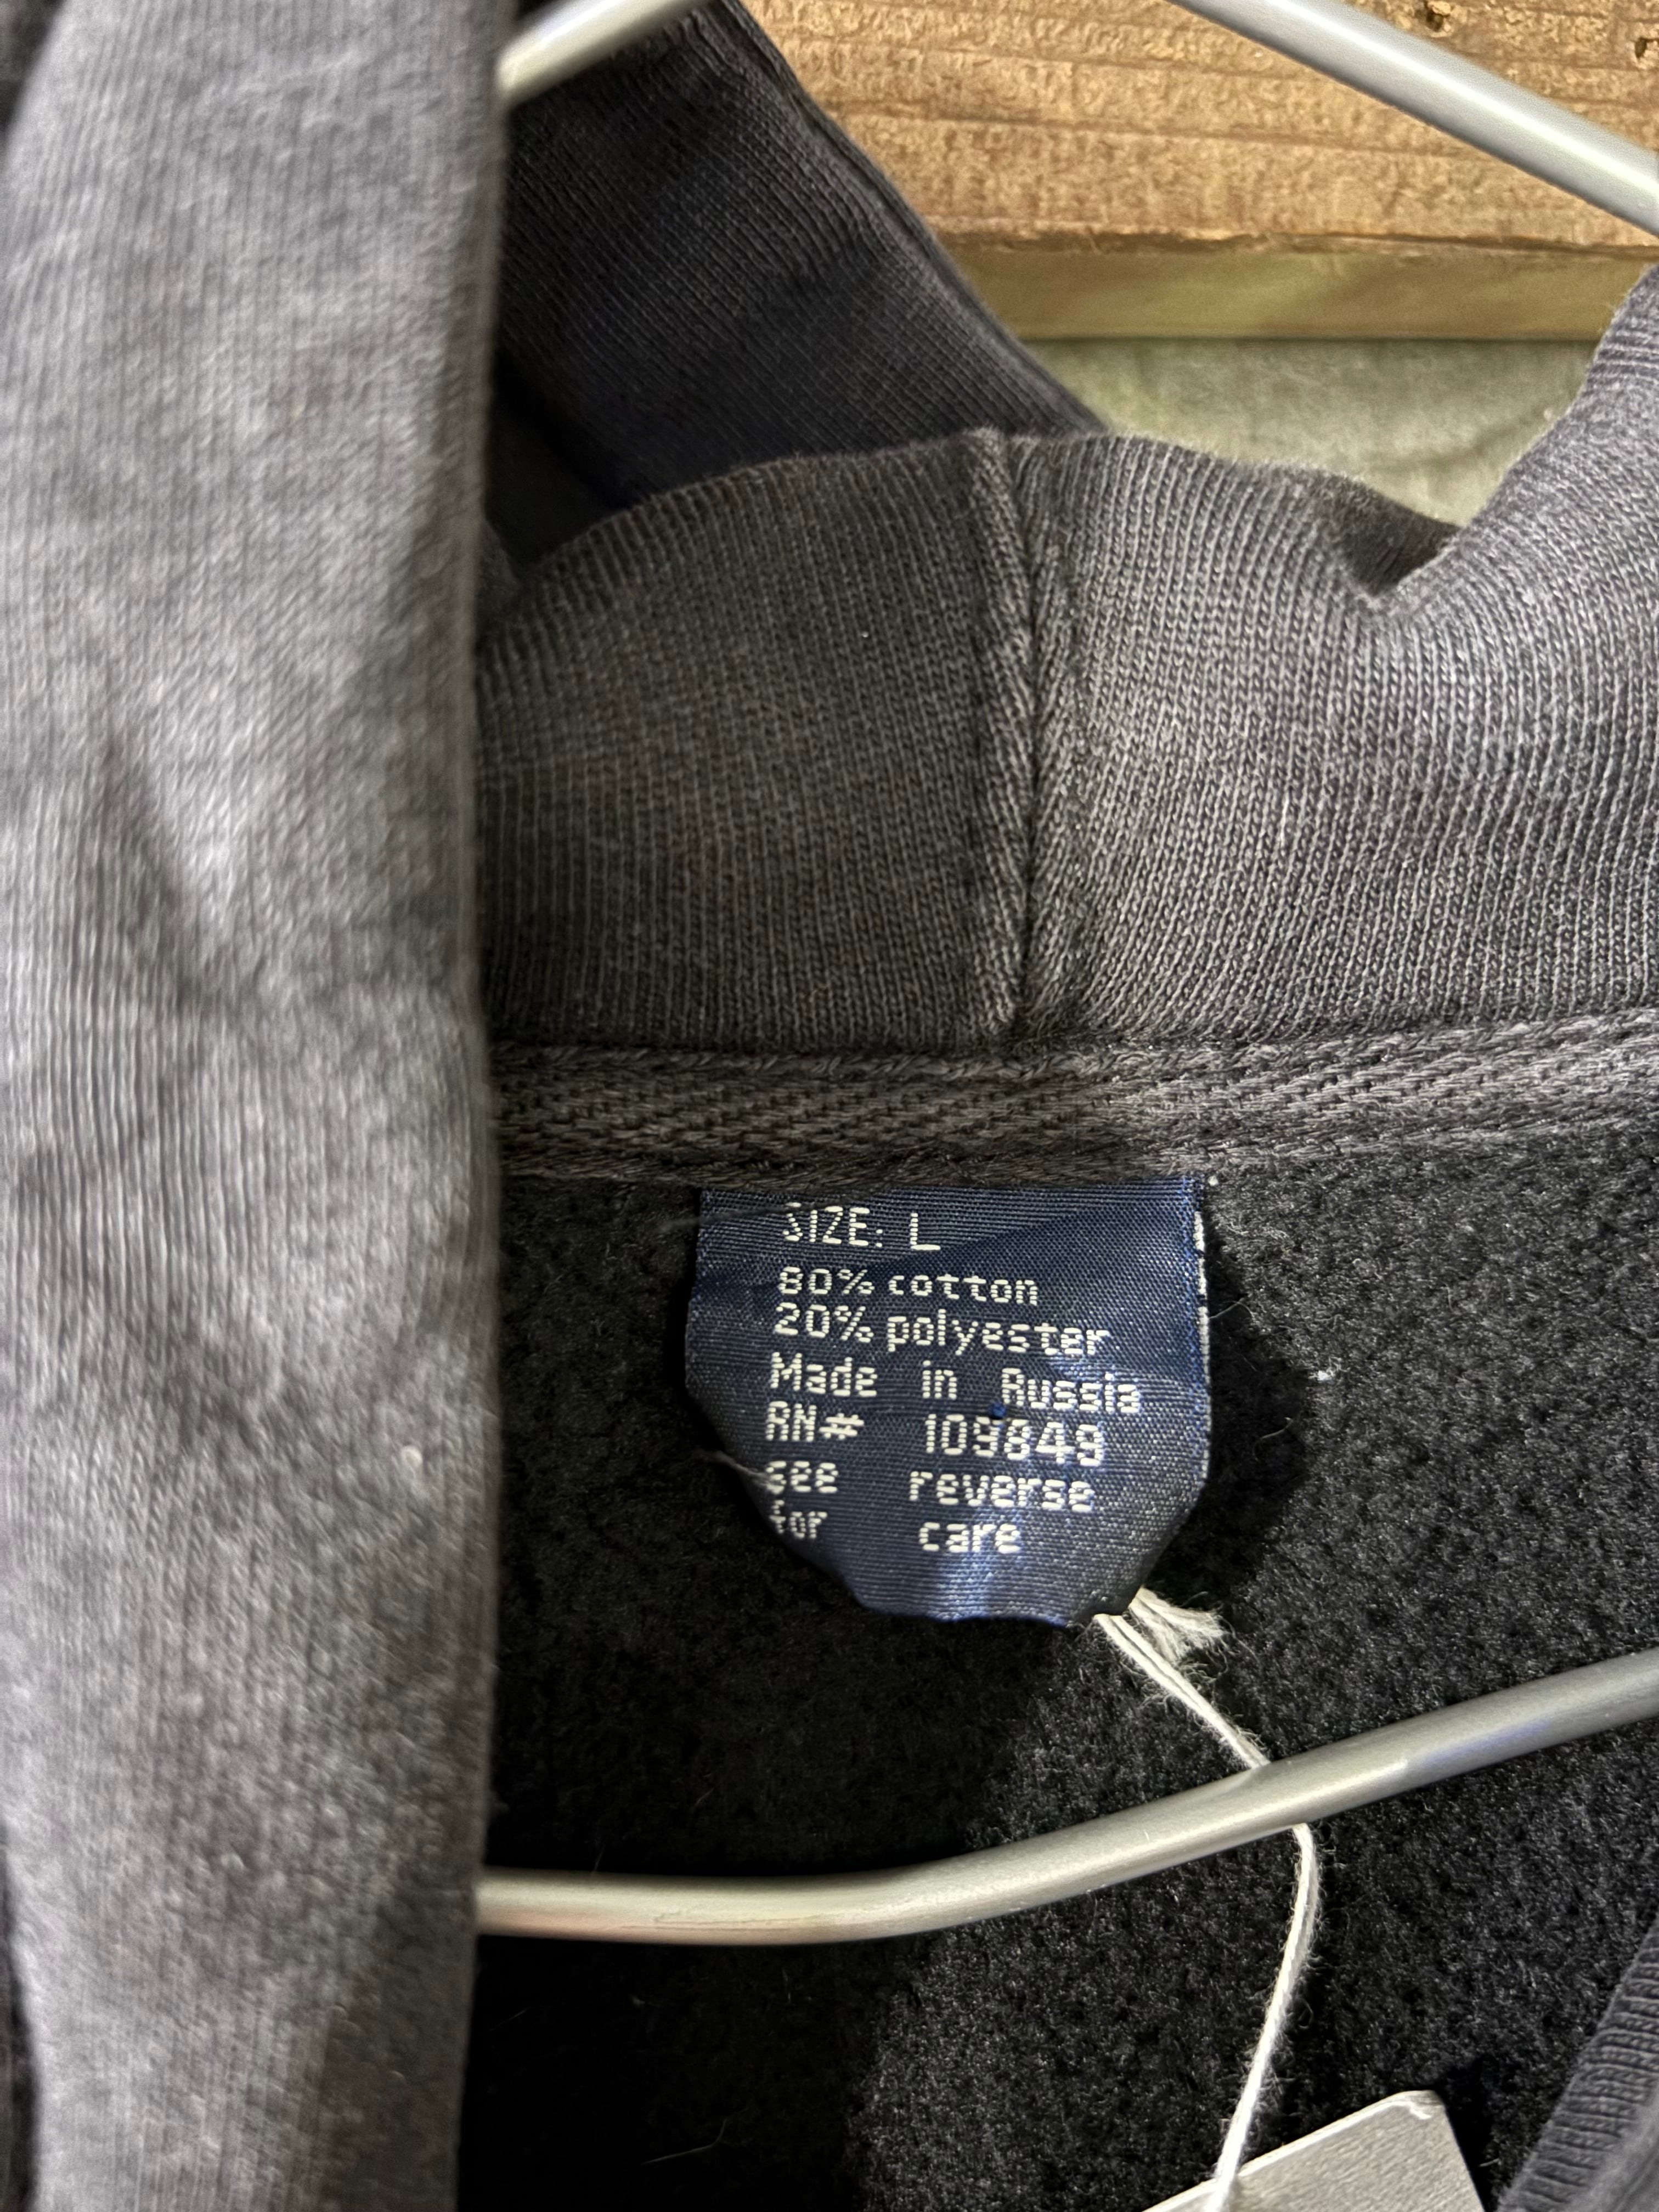 SIZE: L
80% cotton
20% polyester
Made in Russia
RN# 109849
see reverse
for care